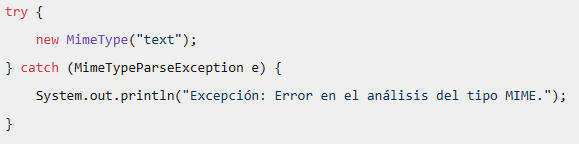 try {
    new MimeType("text");
} catch (MimeTypeParseException e) {
    System.out.println("Excepción: Error en el análisis del tipo MIME.");
}